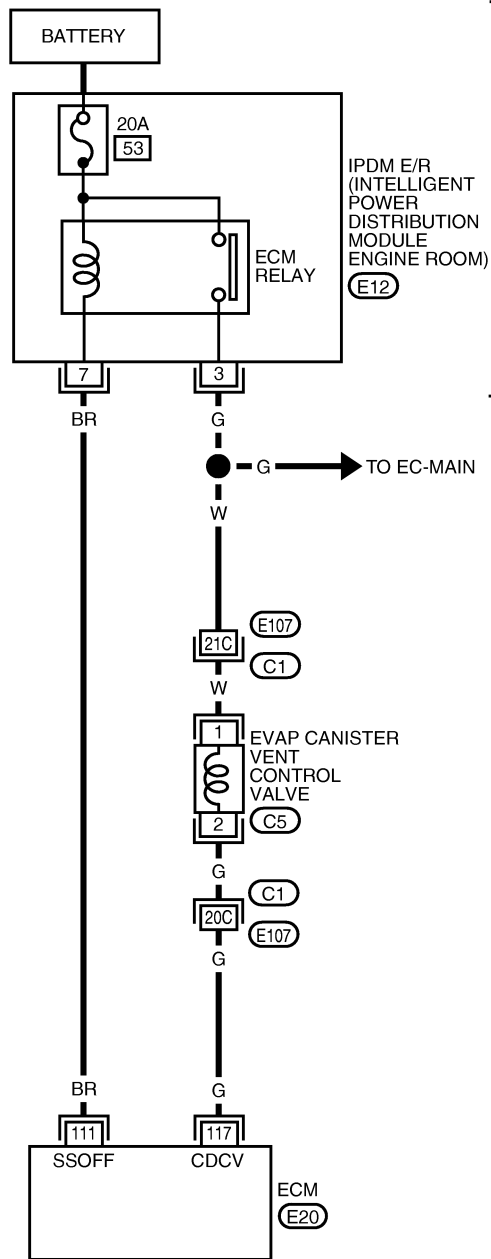 BATTERY
20A
53
IPDM E/R
(INTELLIGENT
POWER
DISTRIBUTION
MODULE
ENGINE ROOM)
E12
ECM
RELAY
7
3
BR
G
G
TO EC-MAIN
W
E107
21C
C1
W
1
EVAP CANISTER
VENT
CONTROL
VALVE
2
C5
G
C1
20C
E107
G
BR
G
111
117
SSOFF
CDCV
ECM
E20